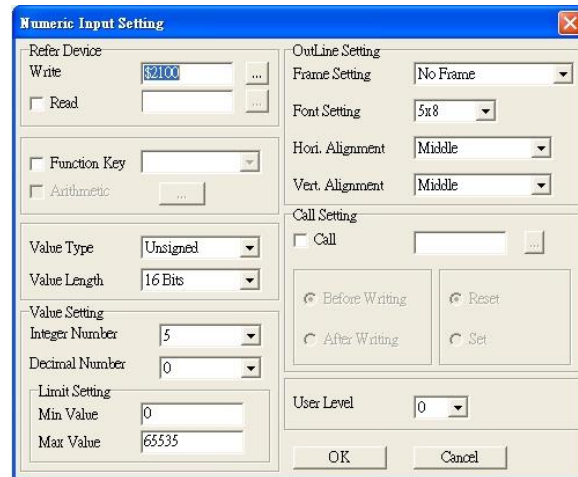 Numeric Input Setting
Refer Device
Write $2100 ...
Read ...
Function Key
Arithmetic ...
Value Type Unsigned
Value Length 16 Bits
Value Setting
Integer Number 5
Decimal Number 0
Limit Setting
Min Value 0
Max Value 65535
OutLine Setting
Frame Setting No Frame
Font Setting 5x8
Hori. Alignment Middle
Vert. Alignment Middle
Call Setting
Call ...
Before Writing Reset
After Writing Set
User Level 0
OK Cancel